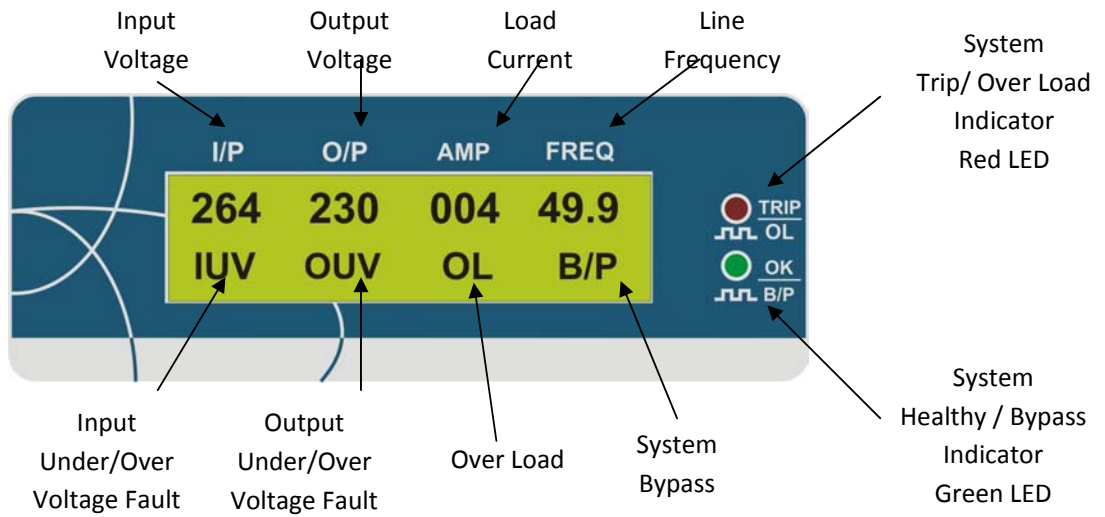 Input
Voltage
Output
Voltage
Load
Current
Line
Frequency
System
Trip/ Over Load
Indicator
Red LED
I/P O/P AMP FREQ
264 230 004 49.9
IUV OUV OL B/P
TRIP
OL
OK
B/P
Input
Under/Over
Voltage Fault
Output
Under/Over
Voltage Fault
Over Load
System
Bypass
System
Healthy / Bypass
Indicator
Green LED